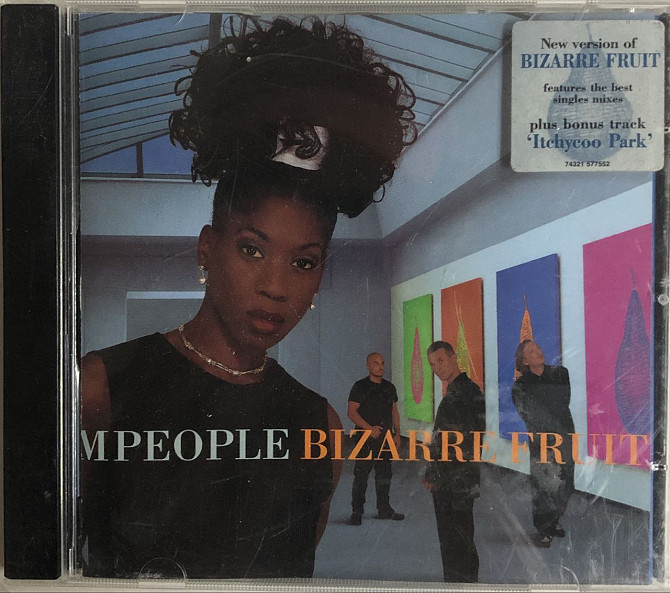 New version of
BIZARRE FRUIT
features the best
singles mixes
plus bonus track
'Itchycoo Park'
74321 577552
M PEOPLE BIZARRE FRUIT